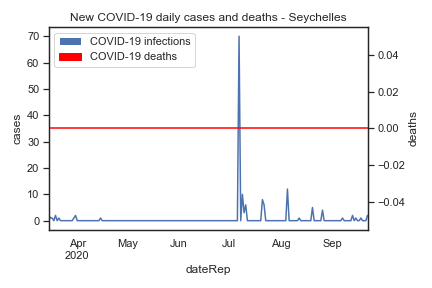 New COVID-19 daily cases and deaths - Seychelles
COVID-19 infections
COVID-19 deaths
70
60
50
40
30
20
10
0
cases
0.04
0.02
0.00
−0.02
−0.04
deaths
Apr
2020
May
Jun
Jul
Aug
Sep
dateRep